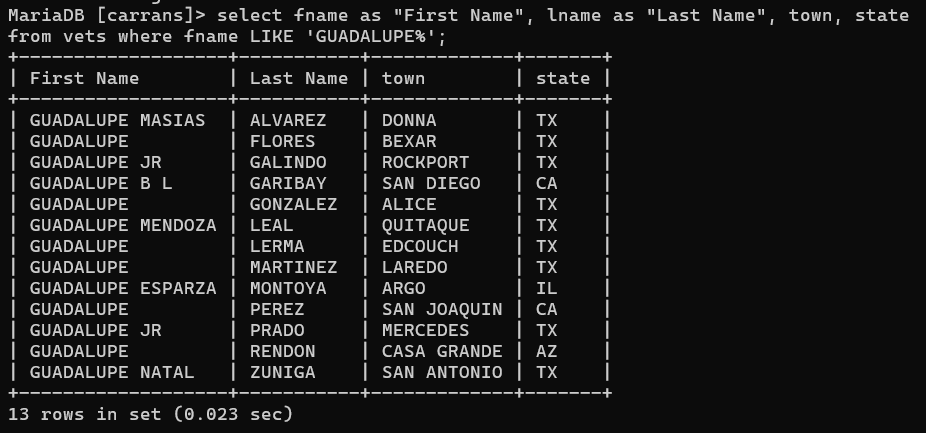 MariaDB [carrans]> select fname as "First Name", lname as "Last Name", town, state
from vets where fname LIKE 'GUADALUPE%';
+-------------------+-----------+-------------+-------+
| First Name        | Last Name | town        | state |
+-------------------+-----------+-------------+-------+
| GUADALUPE MASIAS  | ALVAREZ   | DONNA       | TX    |
| GUADALUPE         | FLORES    | BEXAR       | TX    |
| GUADALUPE JR      | GALINDO   | ROCKPORT    | TX    |
| GUADALUPE B L     | GARIBAY   | SAN DIEGO   | CA    |
| GUADALUPE         | GONZALEZ  | ALICE       | TX    |
| GUADALUPE MENDOZA | LEAL      | QUITAQUE    | TX    |
| GUADALUPE         | LERMA     | EDCOUCH     | TX    |
| GUADALUPE         | MARTINEZ  | LAREDO      | TX    |
| GUADALUPE ESPARZA | MONTOYA   | ARGO        | IL    |
| GUADALUPE         | PEREZ     | SAN JOAQUIN | CA    |
| GUADALUPE JR      | PRADO     | MERCEDES    | TX    |
| GUADALUPE         | RENDON    | CASA GRANDE | AZ    |
| GUADALUPE NATAL   | ZUNIGA    | SAN ANTONIO | TX    |
+-------------------+-----------+-------------+-------+
13 rows in set (0.023 sec)